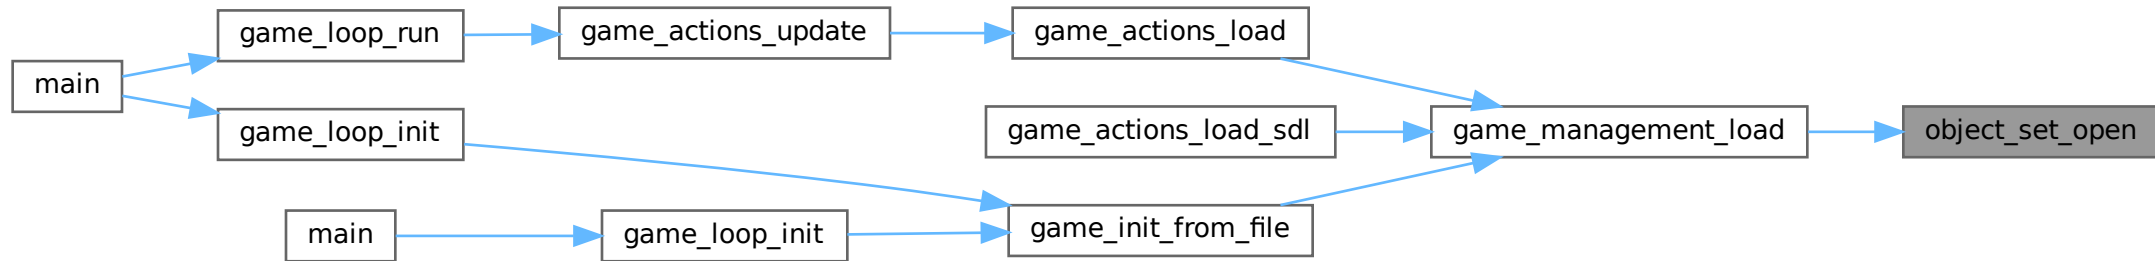 main
game_loop_run
game_actions_update
game_actions_load
game_loop_init
game_actions_load_sdl
game_management_load
object_set_open
main
game_loop_init
game_init_from_file